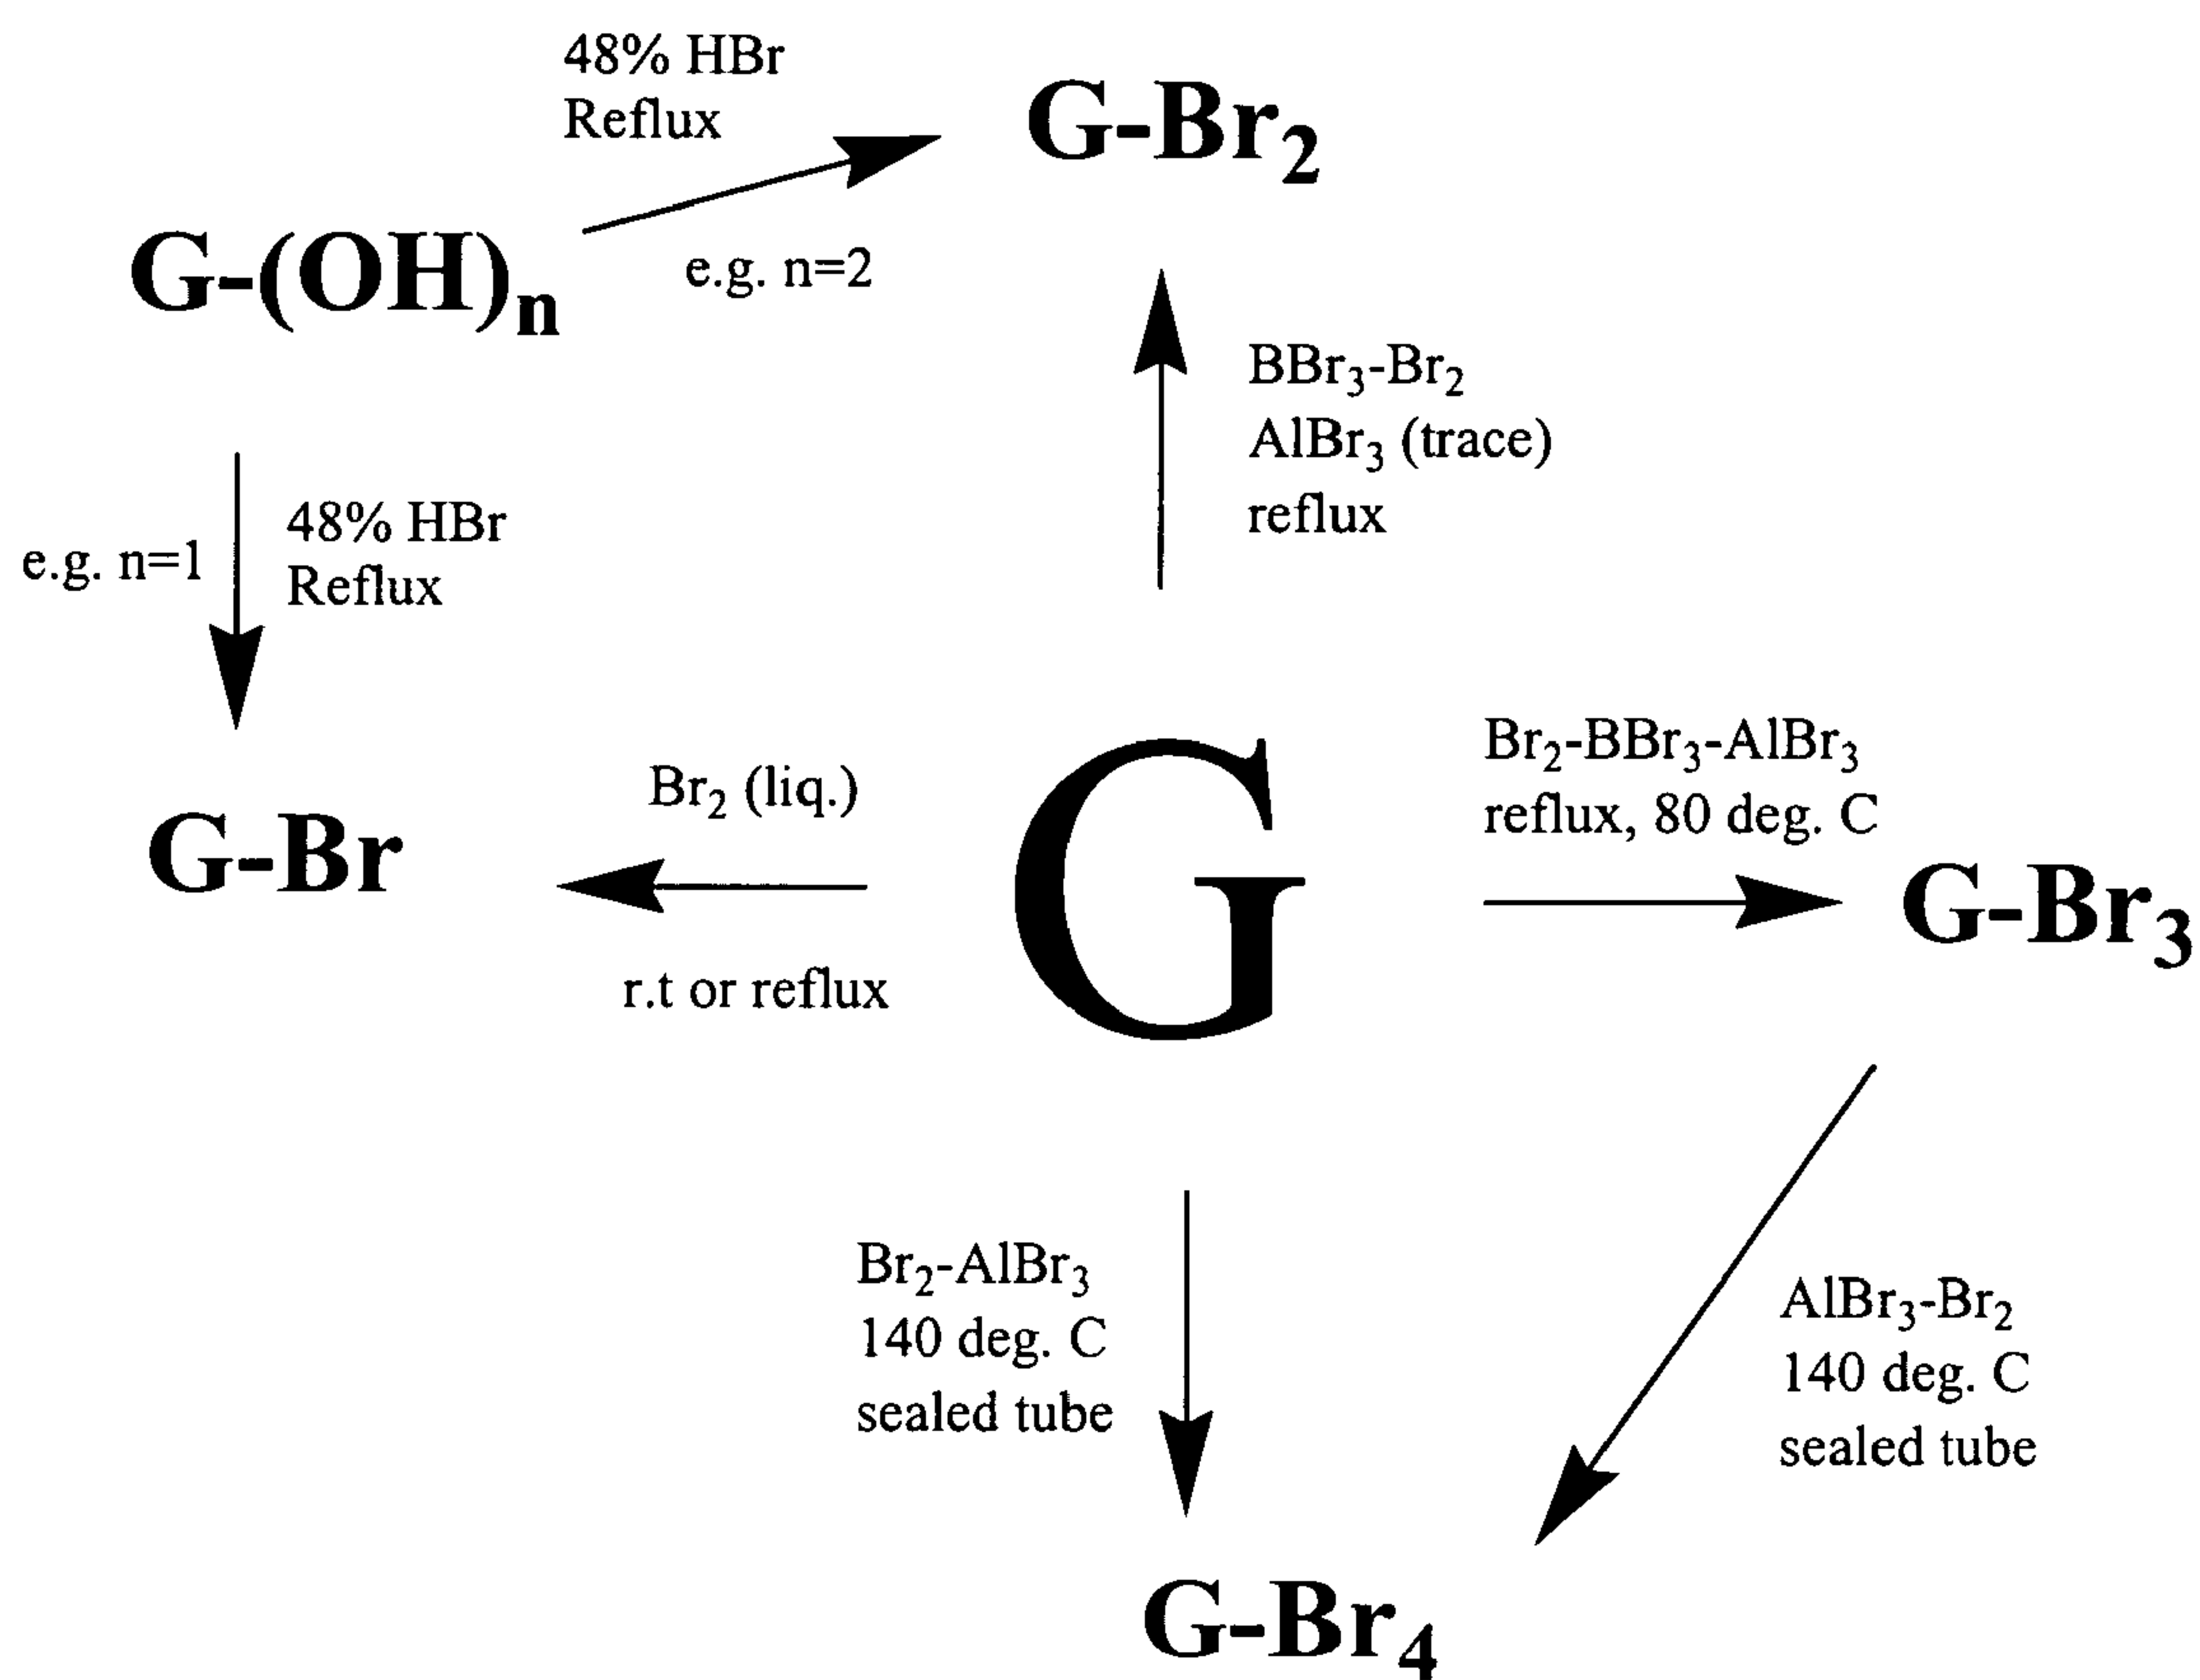 48% HBr
Reflux
G-Br₂
G-(OH)ₙ
e.g. n=2
BBr₃-Br₂
AlBr₃ (trace)
reflux
e.g. n=1
48% HBr
Reflux
Br₂ (liq.)
r.t or reflux
G-Br
G
Br₂-BBr₃-AlBr₃
reflux, 80 deg. C
G-Br₃
Br₂-AlBr₃
140 deg. C
sealed tube
AlBr₃-Br₂
140 deg. C
sealed tube
G-Br₄